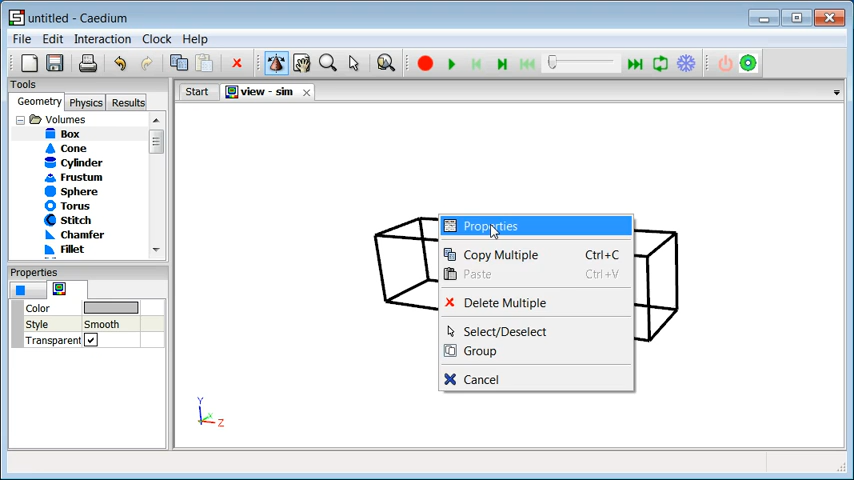 untitled - Caedium
File Edit Interaction Clock Help
Tools
Geometry Physics Results
Volumes
Box
Cone
Cylinder
Frustum
Sphere
Torus
Stitch
Chamfer
Fillet
Properties
Color
Style Smooth
Transparent
Start view - sim
Properties
Copy Multiple Ctrl+C
Paste Ctrl+V
Delete Multiple
Select/Deselect
Group
Cancel
Y
X
Z